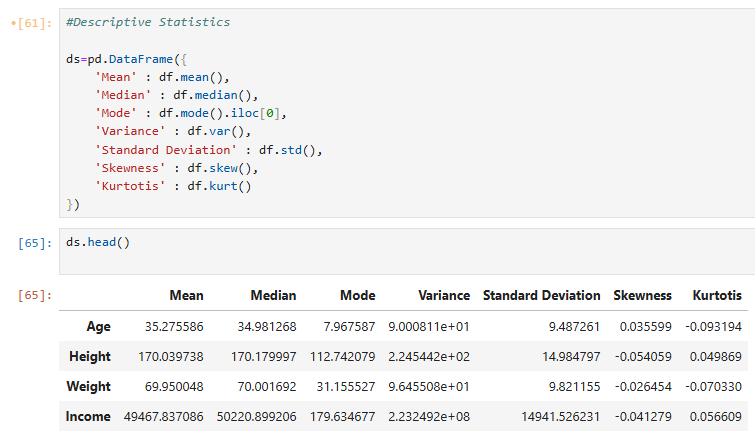 •[61]: #Descriptive Statistics
ds=pd.DataFrame({
'Mean' : df.mean(),
'Median' : df.median(),
'Mode' : df.mode().iloc[0],
'Variance' : df.var(),
'Standard Deviation' : df.std(),
'Skewness' : df.skew(),
'Kurtotis' : df.kurt()
})
[65]: ds.head()
[65]: Mean Median Mode Variance Standard Deviation Skewness Kurtotis
Age 35.275586 34.981268 7.967587 9.000811e+01 9.487261 0.035599 -0.093194
Height 170.039738 170.179997 112.742079 2.245442e+02 14.984797 -0.054059 0.049869
Weight 69.950048 70.001692 31.155527 9.645508e+01 9.821155 -0.026454 -0.070330
Income 49467.837086 50220.899206 179.634677 2.232492e+08 14941.526231 -0.041279 0.056609